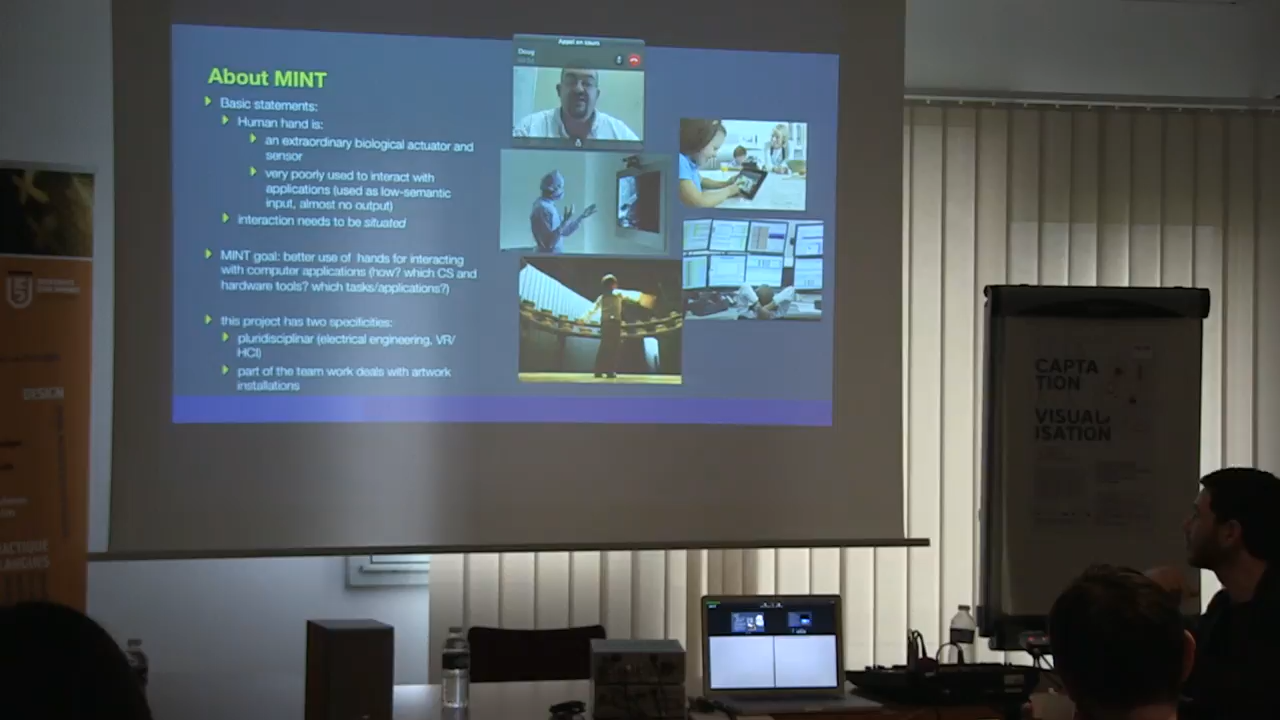 Appel en cours
Doug
About MINT
Basic statements:
Human hand is:
an extraordinary biological actuator and
sensor
very poorly used to interact with
applications (used as low-semantic
input, almost no output)
interaction needs to be situated
MINT goal: better use of hands for interacting
with computer applications (how? which CS and
hardware tools? which tasks/applications?)
this project has two specificities:
pluridisciplinar (electrical engineering, VR/
HCI)
part of the team work deals with artwork
installations
DESIGN
CAPTA
TION
VISUAL
ISATION